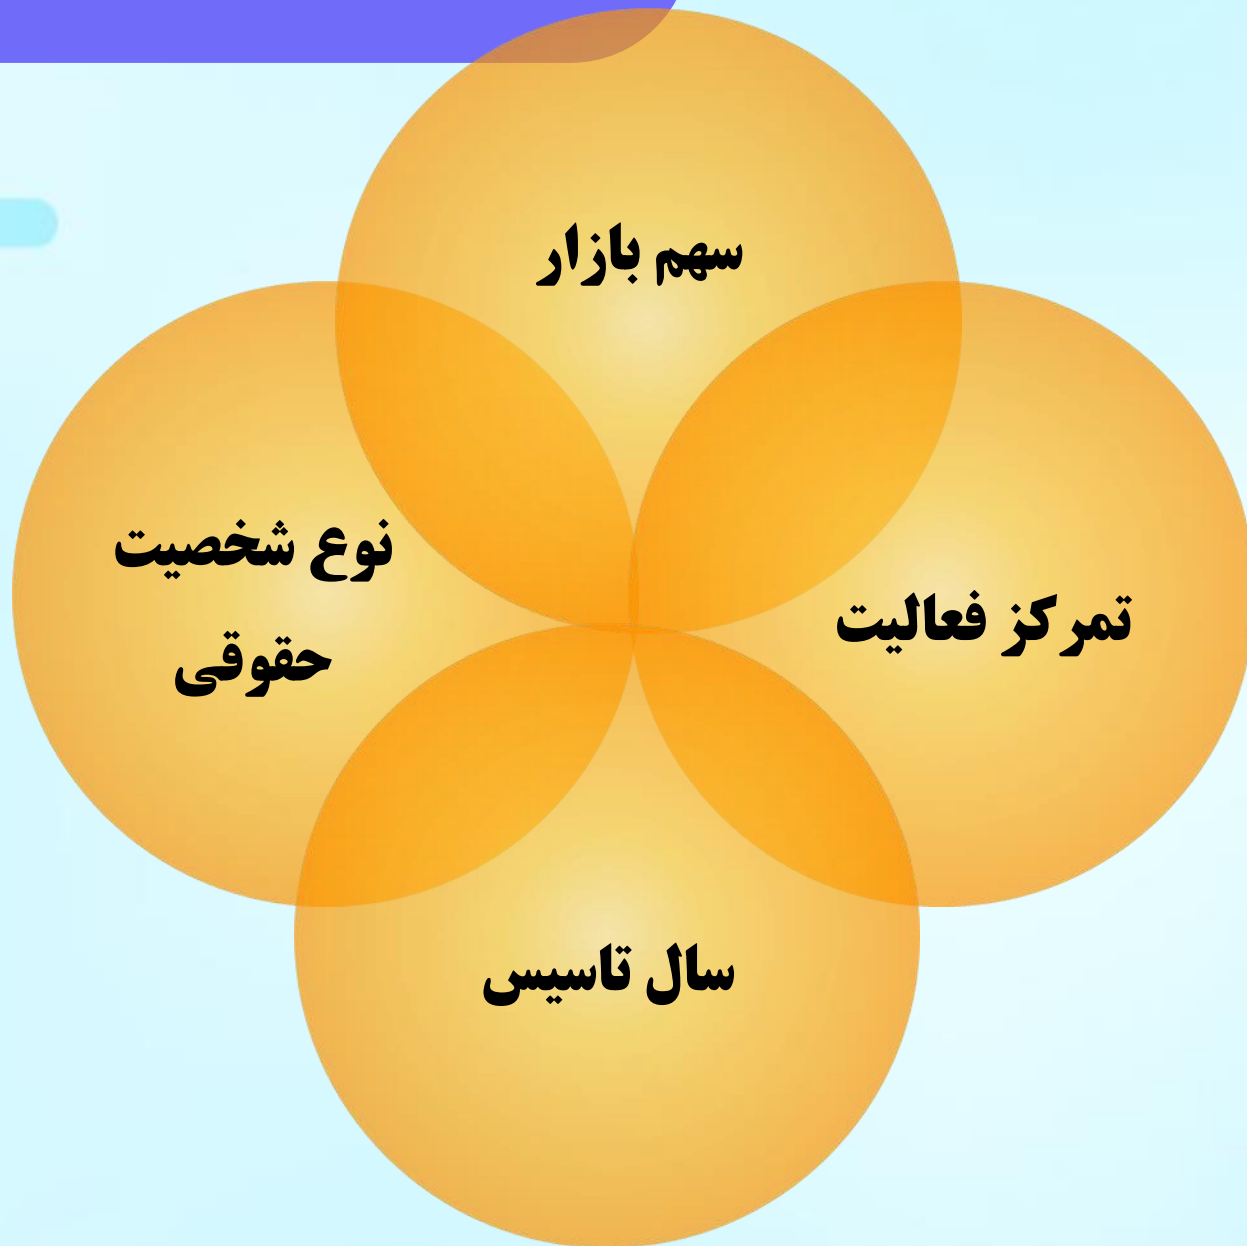 سهم بازار
نوع شخصیت
حقوقی
تمرکز فعالیت
سال تاسیس